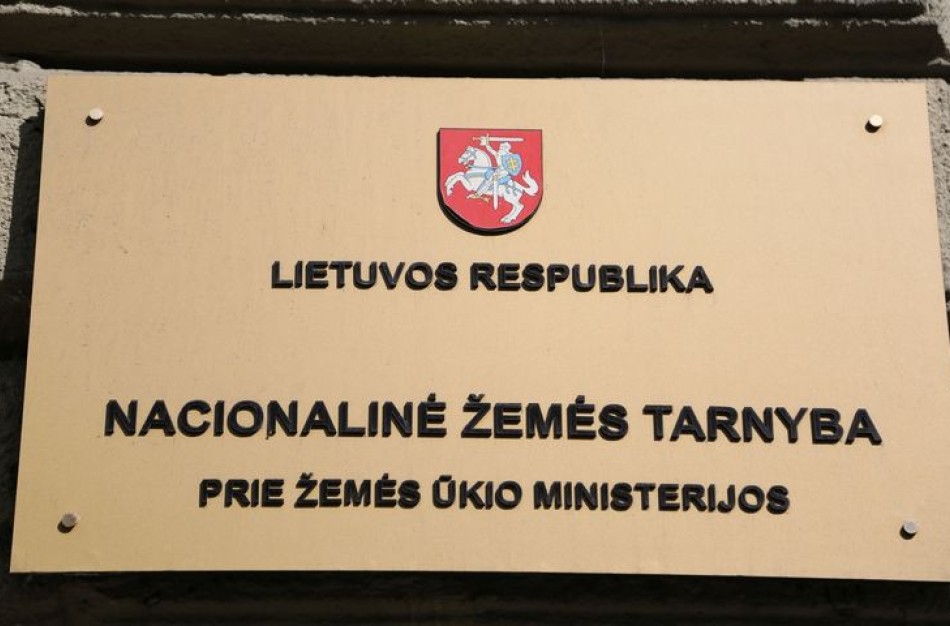 LIETUVOS RESPUBLIKA
NACIONALINĖ ŽEMĖS TARNYBA
PRIE ŽEMĖS ŪKIO MINISTERIJOS